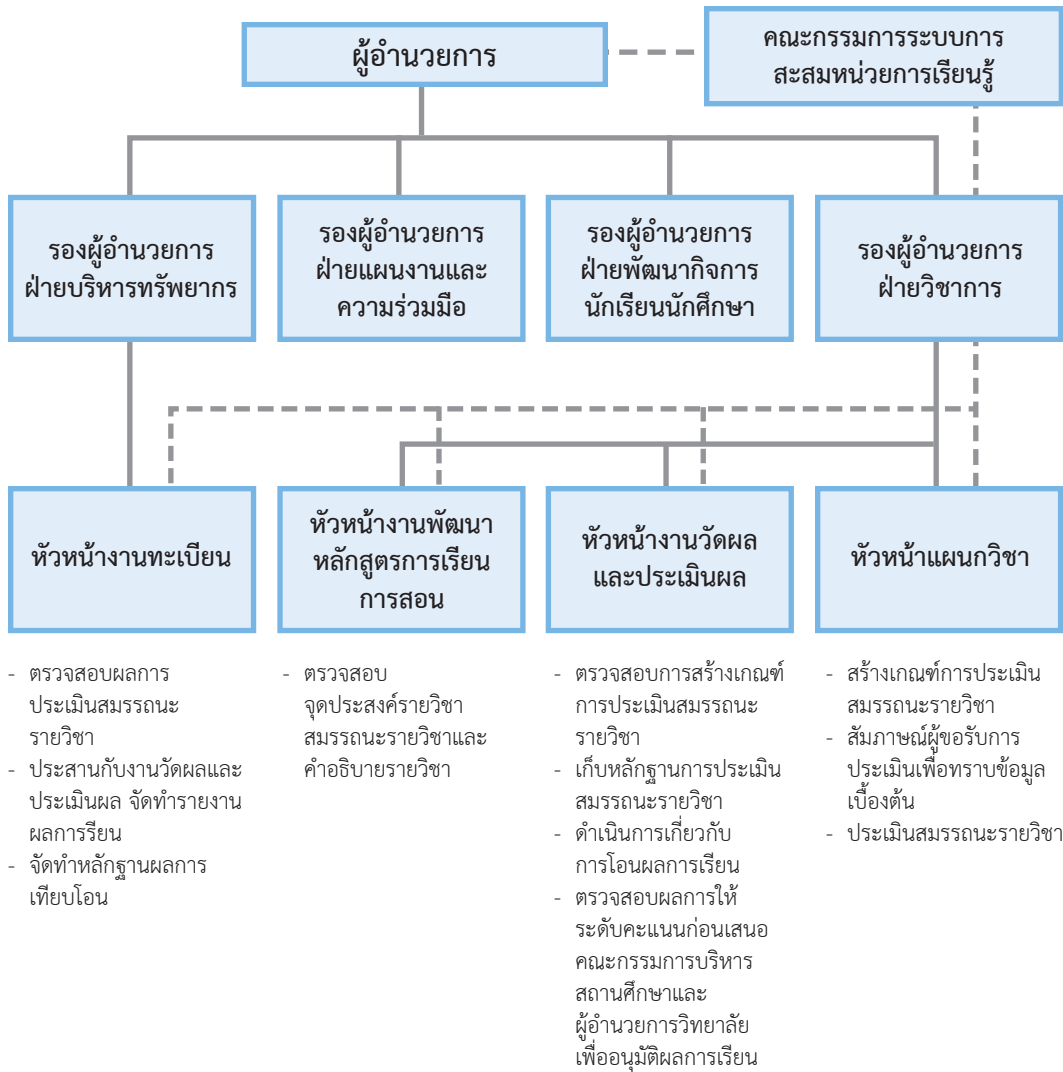 ผู้อำนวยการ
คณะกรรมการระบบการ
สะสมหน่วยการเรียนรู้
รองผู้อำนวยการ
ฝ่ายบริหารทรัพยากร
รองผู้อำนวยการ
ฝ่ายแผนงานและ
ความร่วมมือ
รองผู้อำนวยการ
ฝ่ายพัฒนากิจการ
นักเรียนนักศึกษา
รองผู้อำนวยการ
ฝ่ายวิชาการ
หัวหน้างานทะเบียน
หัวหน้างานพัฒนา
หลักสูตรการเรียน
การสอน
หัวหน้างานวัดผล
และประเมินผล
หัวหน้าแผนกวิชา
- ตรวจสอบผลการ
ประเมินสมรรถนะ
รายวิชา
- ประสานกับงานวัดผลและ
ประเมินผล จัดทำรายงาน
ผลการรียน
- จัดทำหลักฐานผลการ
เทียบโอน
- ตรวจสอบ
จุดประสงค์รายวิชา
สมรรถนะรายวิชาและ
คำอธิบายรายวิชา
- ตรวจสอบการสร้างเกณฑ์
การประเมินสมรรถนะ
รายวิชา
- เก็บหลักฐานการประเมิน
สมรรถนะรายวิชา
- ดำเนินการเกี่ยวกับ
การโอนผลการเรียน
- ตรวจสอบผลการให้
ระดับคะแนนก่อนเสนอ
คณะกรรมการบริหาร
สถานศึกษาและ
ผู้อำนวยการวิทยาลัย
เพื่ออนุมัติผลการเรียน
- สร้างเกณฑ์การประเมิน
สมรรถนะรายวิชา
- สัมภาษณ์ผู้ขอรับการ
ประเมินเพื่อทราบข้อมูล
เบื้องต้น
- ประเมินสมรรถนะรายวิชา